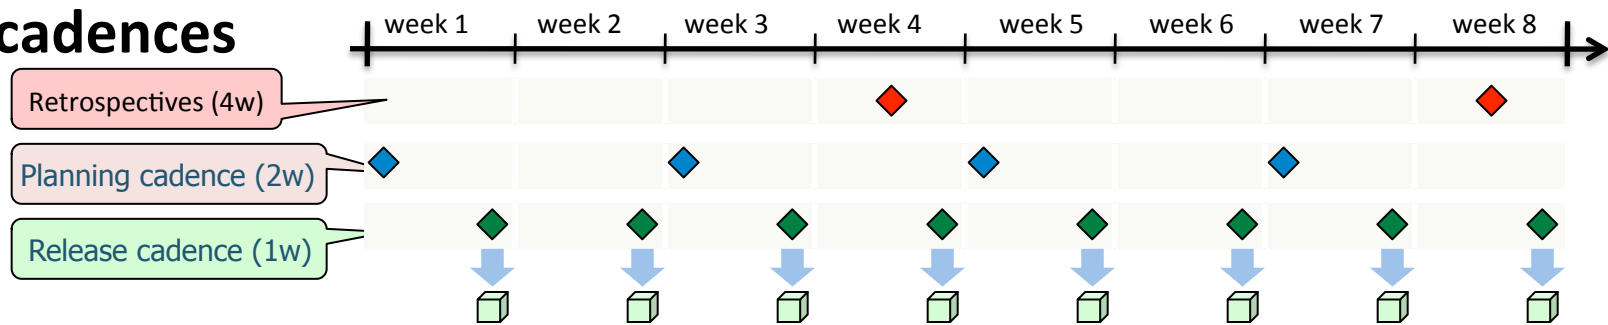 cadences
week 1 week 2 week 3 week 4 week 5 week 6 week 7 week 8
Retrospectives (4w)
Planning cadence (2w)
Release cadence (1w)